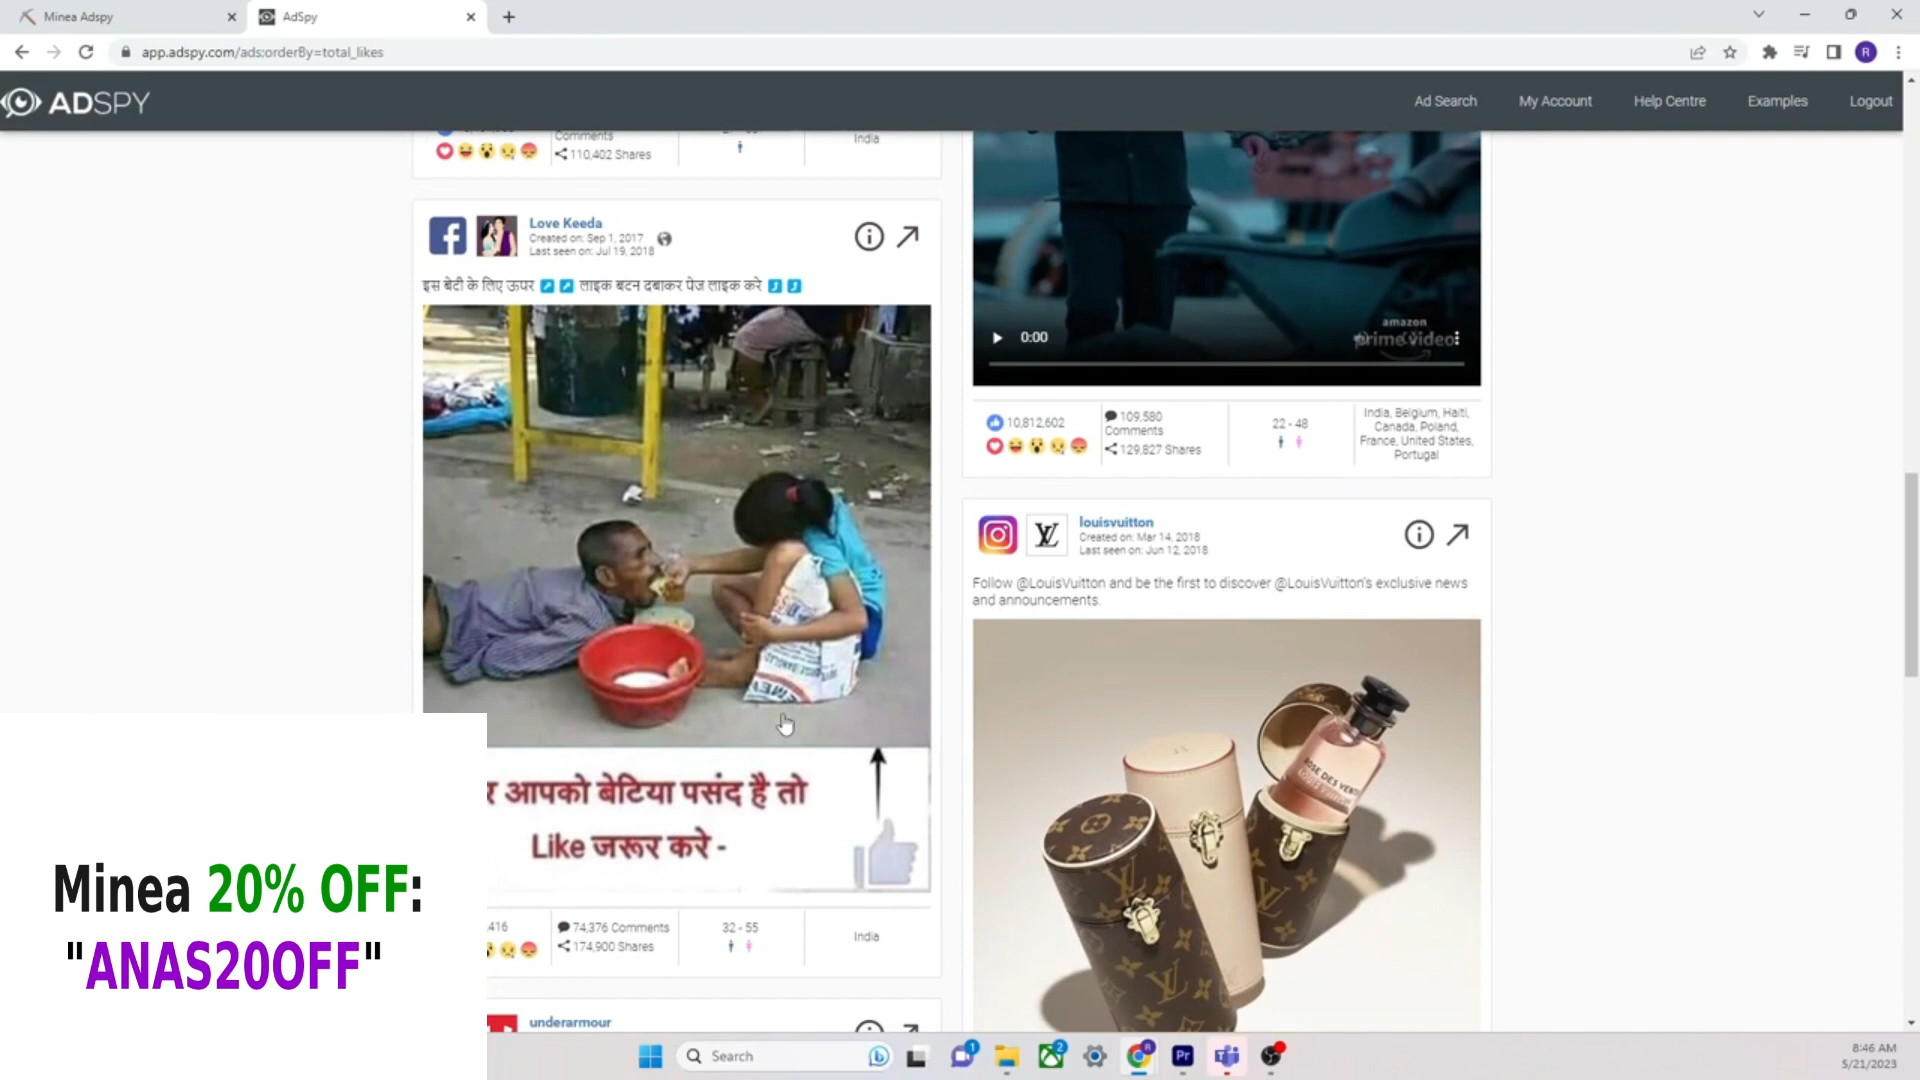 Minea Adspy
AdSpy
app.adspy.com/ads;orderBy=total_likes
R
ADSPY
Ad Search
My Account
Help Centre
Examples
Logout
Comments
110,402 Shares
India
Love Keeda
Created on: Sep 1, 2017
Last seen on: Jul 19, 2018
इस बेटी के लिए ऊपर लाइक बटन दबाकर पेज लाइक करे
आपको बेटिया पसंद है तो
Like जरूर करे -
,416
74,376 Comments
174,900 Shares
32 - 55
India
underarmour
0:00
amazon
prime video
10,812,602
109,580
Comments
129,827 Shares
22 - 48
India, Belgium, Haiti,
Canada, Poland,
France, United States,
Portugal
LV
louisvuitton
Created on: Mar 14, 2018
Last seen on: Jun 12, 2018
Follow @LouisVuitton and be the first to discover @LouisVuitton's exclusive news
and announcements.
Minea 20% OFF:
"ANAS20OFF"
Search
1
2
R
Pr
8:46 AM
5/21/2023